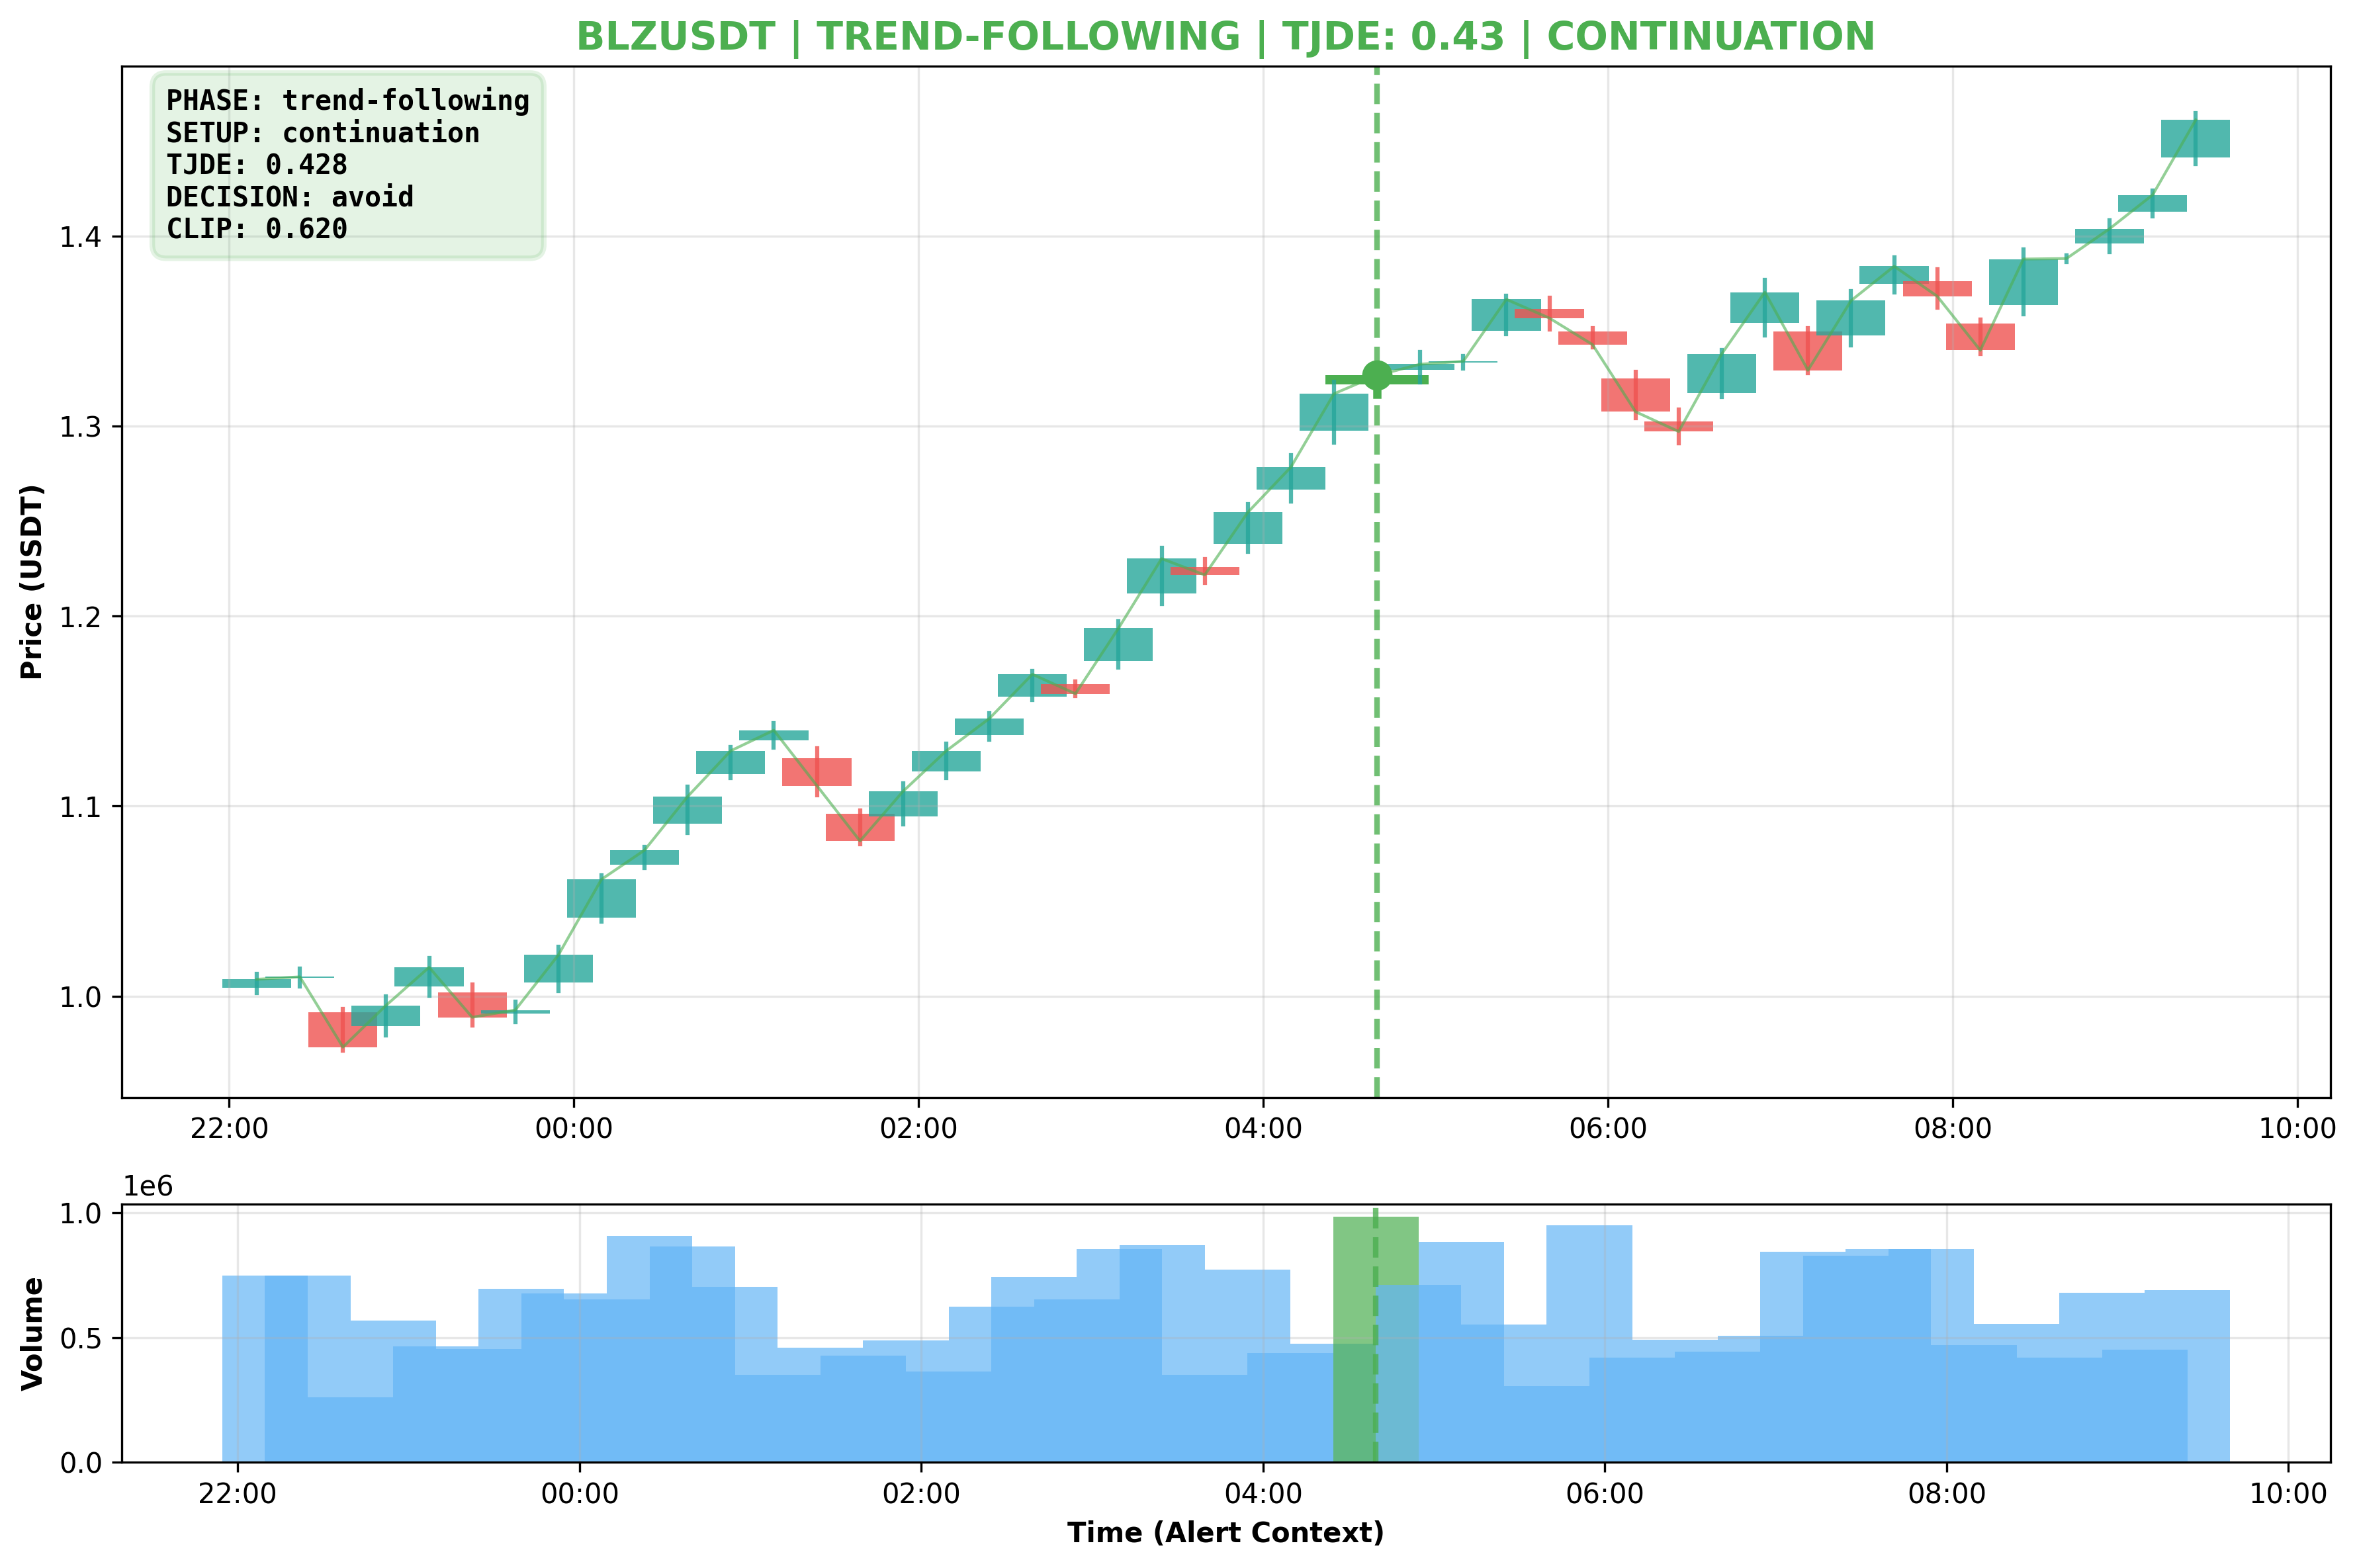 BLZUSDT | TREND-FOLLOWING | TJDE: 0.43 | CONTINUATION
PHASE: trend-following
SETUP: continuation
TJDE: 0.428
DECISION: avoid
CLIP: 0.620
Price (USDT)
1.4
1.3
1.2
1.1
1.0
22:00 00:00 02:00 04:00 06:00 08:00 10:00
1e6
Volume
1.0
0.5
0.0
22:00 00:00 02:00 04:00 06:00 08:00 10:00
Time (Alert Context)